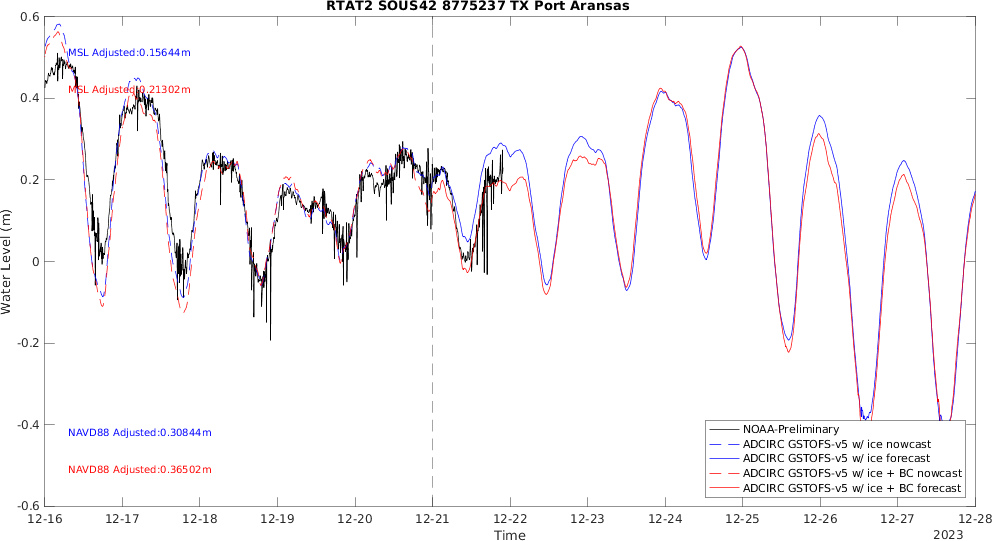 RTAT2 SOUS42 8775237 TX Port Aransas
0.6
0.4
0.2
0
-0.2
-0.4
-0.6
Water Level (m)
MSL Adjusted:0.15644m
MSL Adjusted:0.21302m
NAVD88 Adjusted:0.30844m
NAVD88 Adjusted:0.36502m
NOAA-Preliminary
ADCIRC GSTOFS-v5 w/ ice nowcast
ADCIRC GSTOFS-v5 w/ ice forecast
ADCIRC GSTOFS-v5 w/ ice + BC nowcast
ADCIRC GSTOFS-v5 w/ ice + BC forecast
12-16 12-17 12-18 12-19 12-20 12-21 12-22 12-23 12-24 12-25 12-26 12-27 12-28
Time
2023